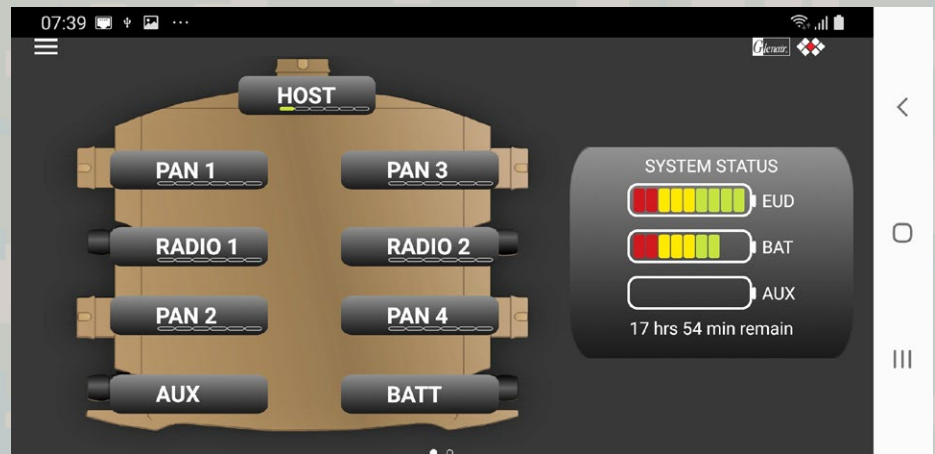 07:39
Glenair.
HOST
PAN 1
PAN 3
RADIO 1
RADIO 2
PAN 2
PAN 4
AUX
BATT
SYSTEM STATUS
EUD
BAT
AUX
17 hrs 54 min remain